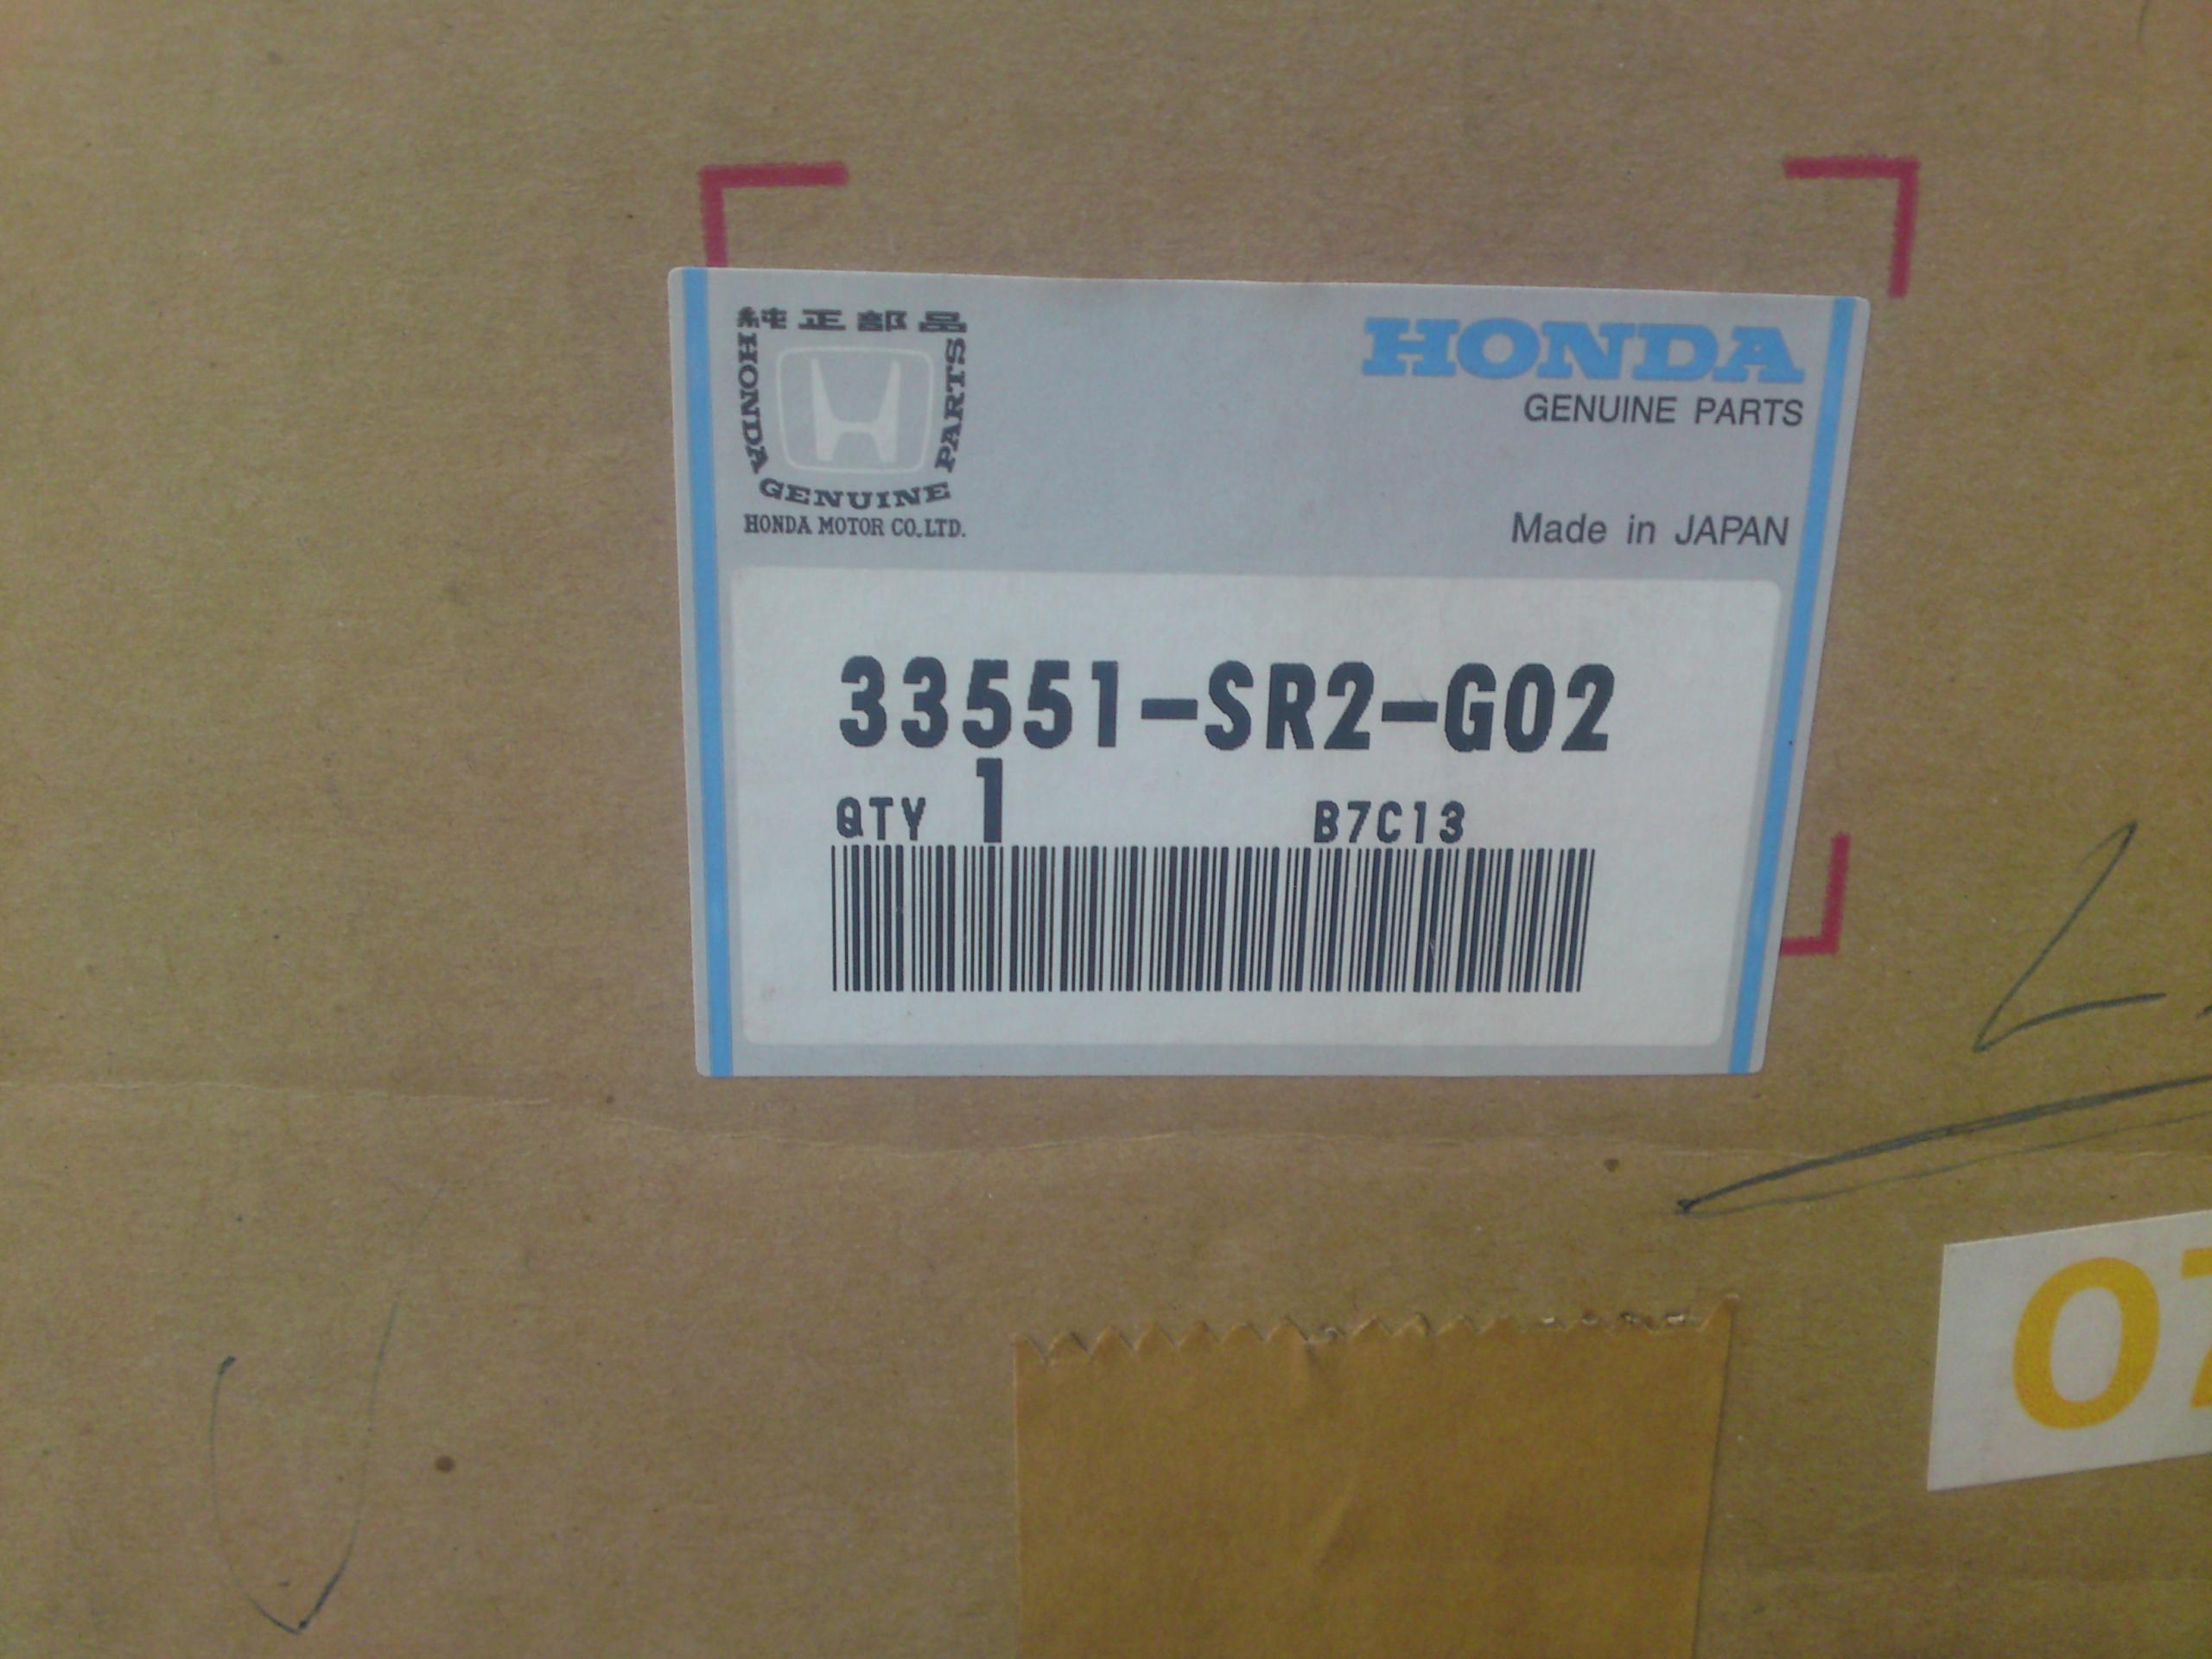 純正部品
HONDA GENUINE PARTS
HONDA MOTOR CO.LTD.
HONDA
GENUINE PARTS
Made in JAPAN
33551-SR2-G02
QTY 1 B7C13